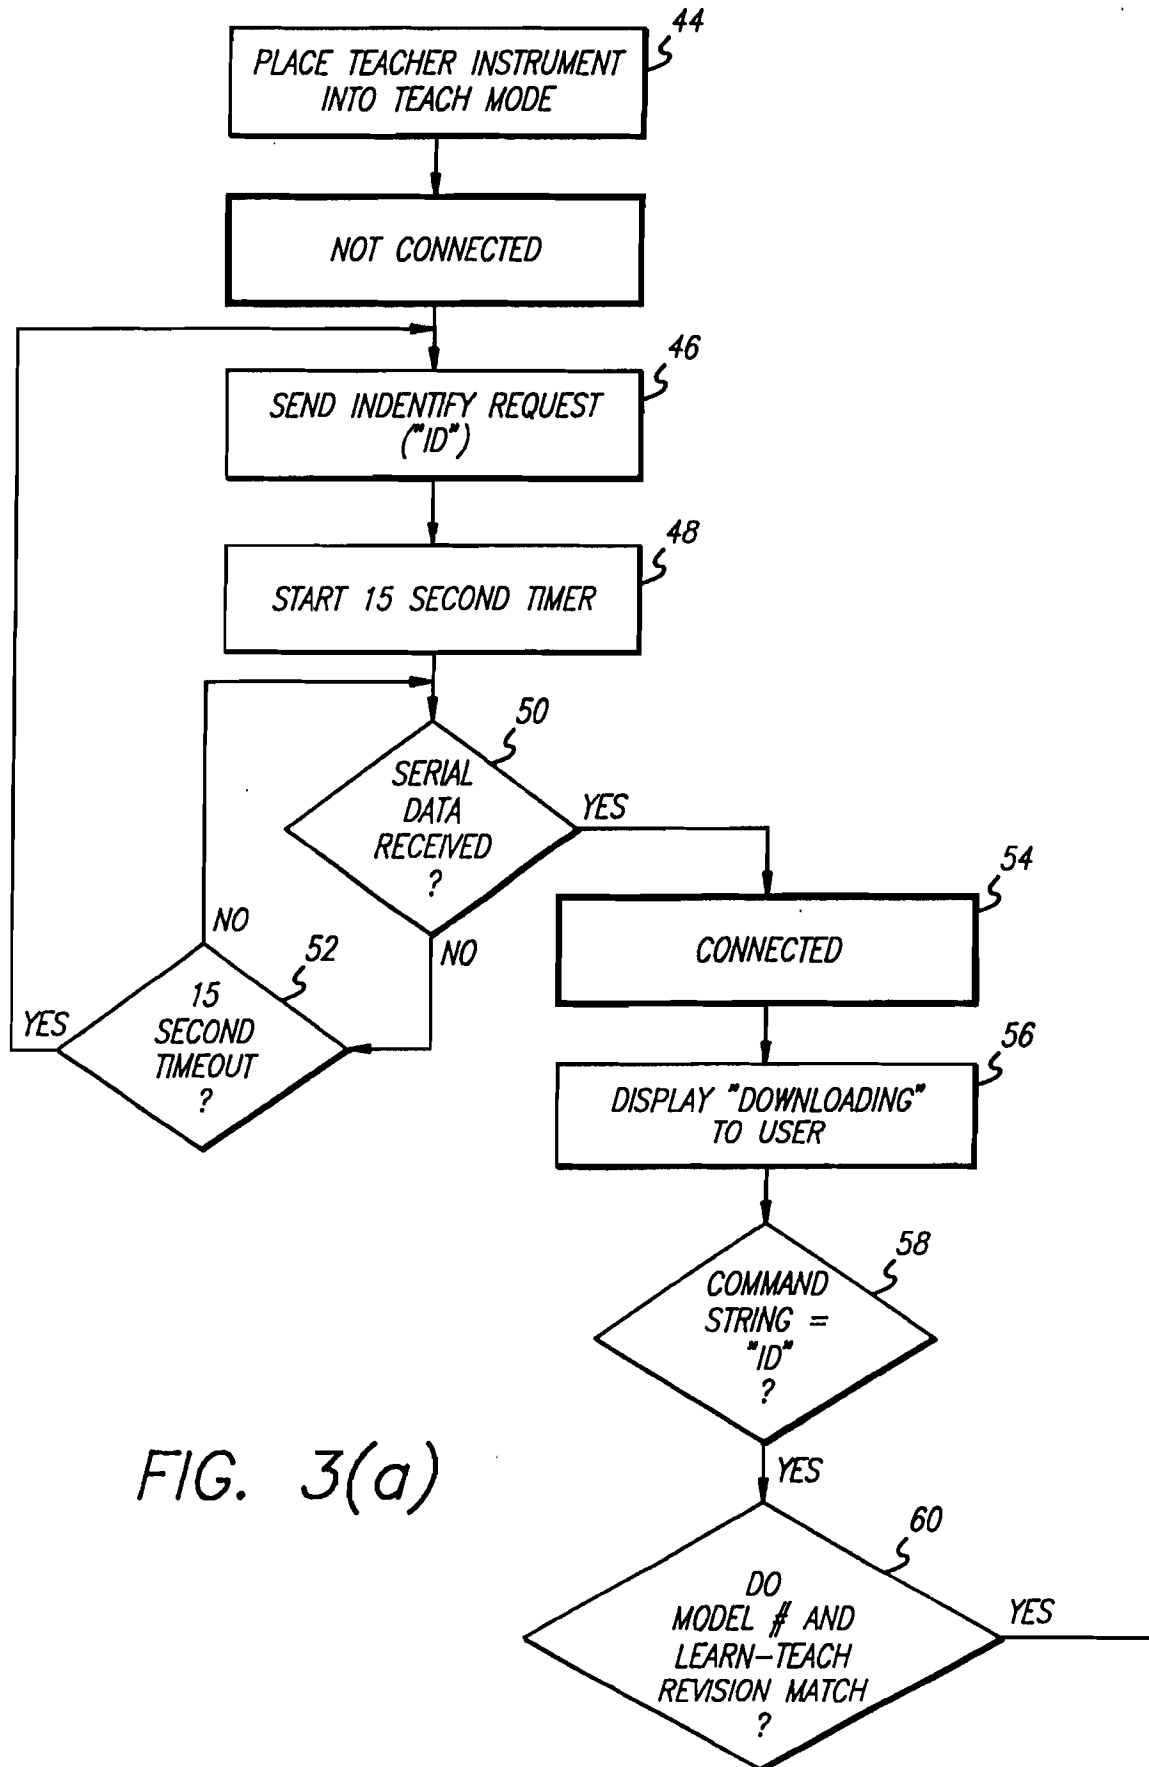 44
PLACE TEACHER INSTRUMENT
INTO TEACH MODE
NOT CONNECTED
46
SEND INDENTIFY REQUEST
("ID")
48
START 15 SECOND TIMER
50
SERIAL
DATA
RECEIVED
?
YES
NO
54
CONNECTED
NO
52
15
SECOND
TIMEOUT
?
YES
56
DISPLAY "DOWNLOADING"
TO USER
58
COMMAND
STRING =
"ID"
?
YES
60
DO
MODEL # AND
LEARN-TEACH
REVISION MATCH
?
YES
FIG. 3(a)